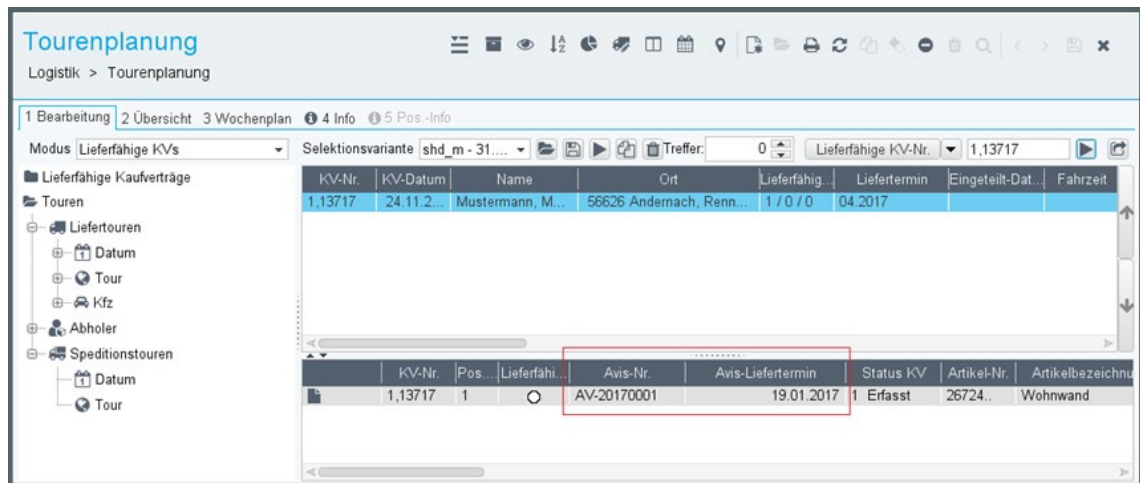 Tourenplanung
Logistik > Tourenplanung
1 Bearbeitung 2 Übersicht 3 Wochenplan 4 Info 5 Pos.-Info
Modus Lieferfähige KVs Selektionsvariante shd_m - 31.... Treffer: 0 Lieferfähige KV-Nr. 1,13717
Lieferfähige Kaufverträge
Touren
Liefertouren
Datum
Tour
Kfz
Abholer
Speditionstouren
Datum
Tour
KV-Nr. KV-Datum Name Ort Lieferfähig... Liefertermin Eingeteilt-Dat... Fahrzeit
1,13717 24.11.2... Mustermann, M... 56626 Andernach, Renn... 1 / 0 / 0 04.2017
KV-Nr. Pos.... Lieferfähi... Avis-Nr. Avis-Liefertermin Status KV Artikel-Nr. Artikelbezeichnu
1,13717 1 AV-20170001 19.01.2017 1 Erfasst 26724.. Wohnwand